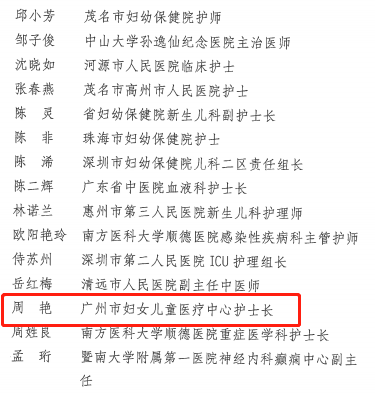 邱小芳 茂名市妇幼保健院护师
邹子俊 中山大学孙逸仙纪念医院主治医师
沈晓如 河源市人民医院临床护士
张春燕 茂名市高州市人民医院护士
陈 灵 省妇幼保健院新生儿科副护士长
陈 非 珠海市妇幼保健院护士
陈 浠 深圳市妇幼保健院儿科二区责任组长
陈二辉 广东省中医院血液科护士长
林诺兰 惠州市第三人民医院新生儿科护理师
欧阳艳玲 南方医科大学顺德医院感染性疾病科主管护师
侍苏州 深圳市第二人民医院ICU护理组长
岳红梅 清远市人民医院副主任中医师
周 艳 广州市妇女儿童医疗中心护士长
周姓良 南方医科大学顺德医院重症医学科护士长
孟 珩 暨南大学附属第一医院神经内科癫痫中心副主
任